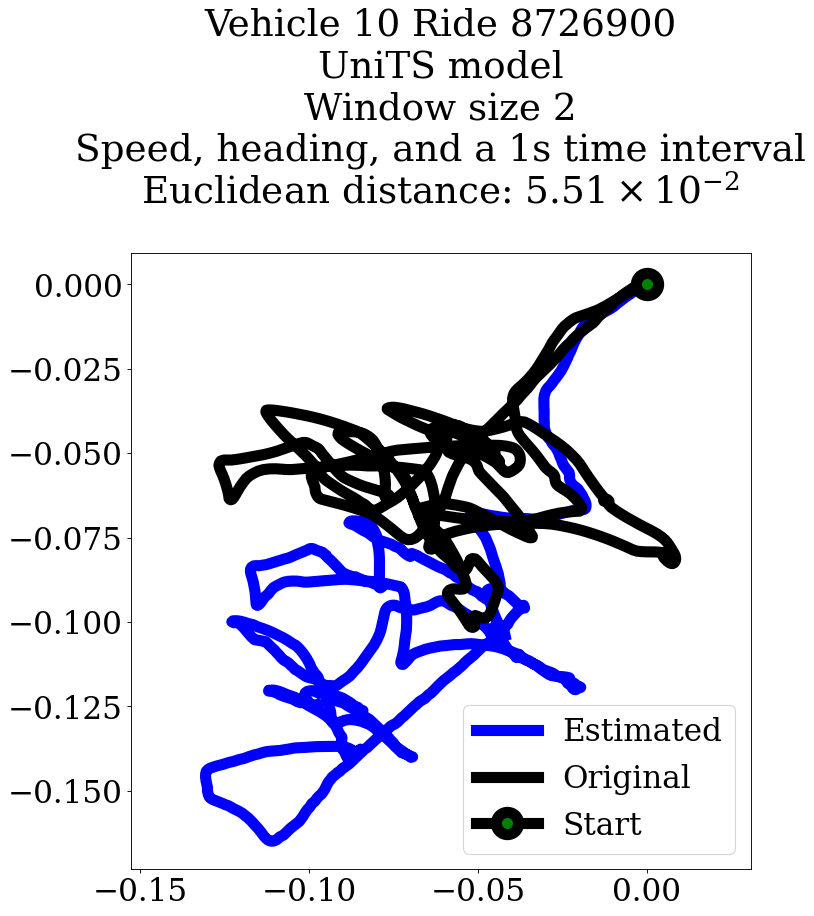 Vehicle 10 Ride 8726900
UniTS model
Window size 2
Speed, heading, and a 1s time interval
Euclidean distance: 5.51 × 10⁻²
0.000
−0.025
−0.050
−0.075
−0.100
−0.125
−0.150
Estimated
Original
Start
−0.15 −0.10 −0.05 0.00